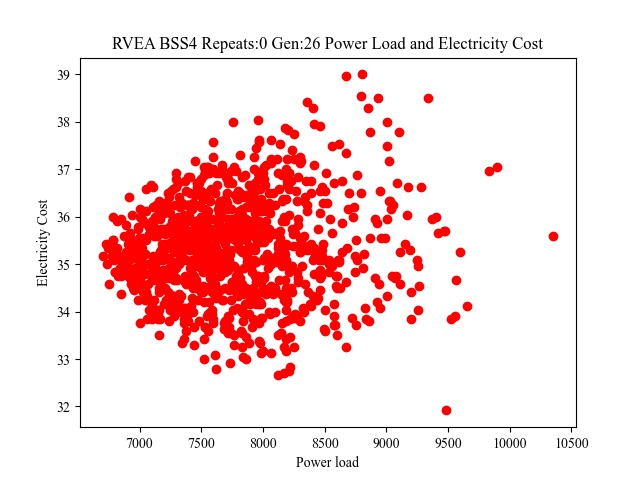 RVEA BSS4 Repeats:0 Gen:26 Power Load and Electricity Cost
39
38
37
36
35
34
33
32
Electricity Cost
7000 7500 8000 8500 9000 9500 10000 10500
Power load